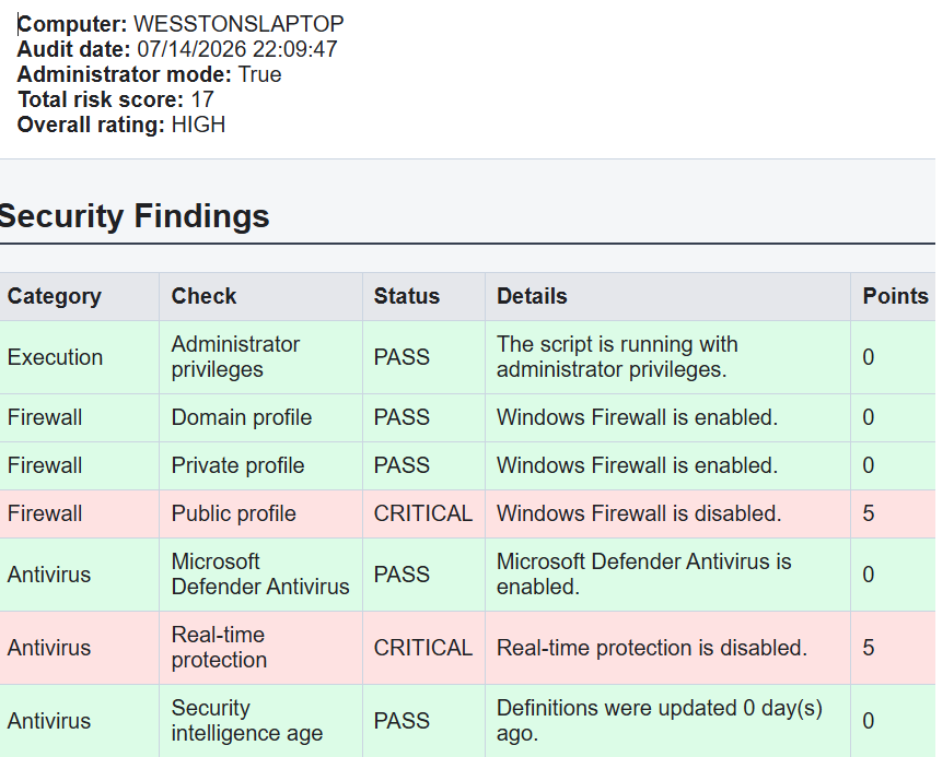 Computer: WESSTONSLAPTOP
Audit date: 07/14/2026 22:09:47
Administrator mode: True
Total risk score: 17
Overall rating: HIGH
Security Findings
Category Check Status Details Points
Execution Administrator privileges PASS The script is running with administrator privileges. 0
Firewall Domain profile PASS Windows Firewall is enabled. 0
Firewall Private profile PASS Windows Firewall is enabled. 0
Firewall Public profile CRITICAL Windows Firewall is disabled. 5
Antivirus Microsoft Defender Antivirus PASS Microsoft Defender Antivirus is enabled. 0
Antivirus Real-time protection CRITICAL Real-time protection is disabled. 5
Antivirus Security intelligence age PASS Definitions were updated 0 day(s) ago. 0